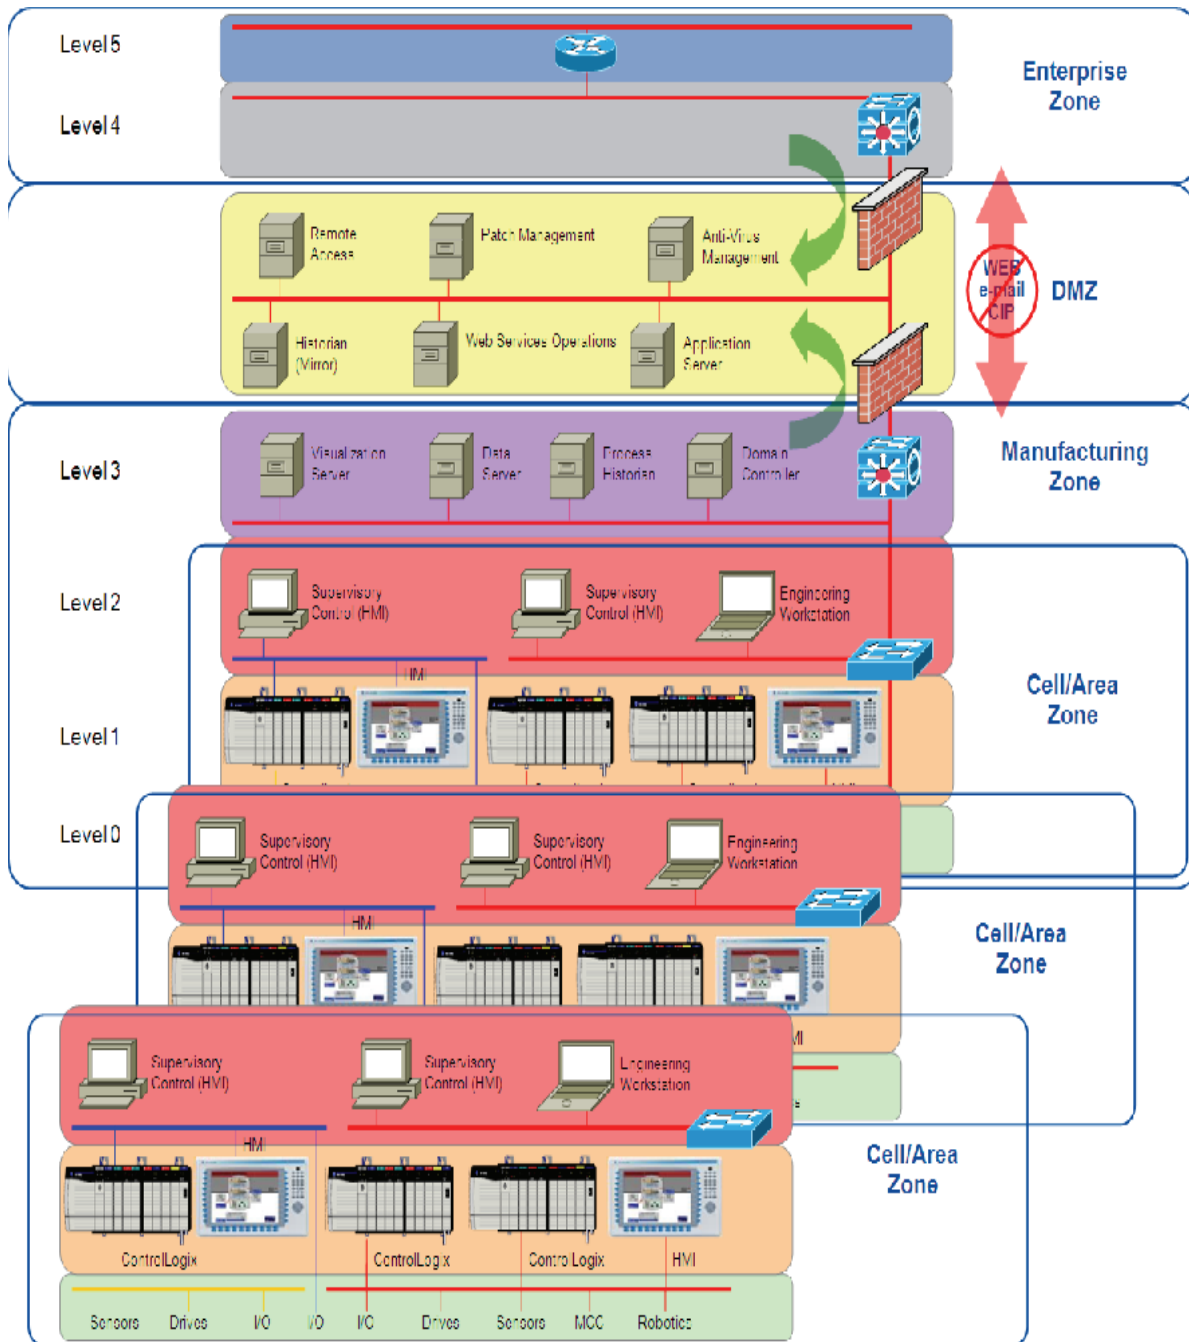 Level 5
Enterprise
Zone
Level 4
Remote
Access
Patch Management
Anti-Virus
Management
WEB
e-mail
CIP
DMZ
Historian
(Mirror)
Web Services Operations
Application
Server
Manufacturing
Zone
Level 3
Visualization
Server
Data
Server
Process
Historian
Domain
Controller
Level 2
Supervisory
Control (HMI)
Supervisory
Control (HMI)
Engineering
Workstation
HMI
Cell/Area
Zone
Level 1
Level 0
Supervisory
Control (HMI)
Supervisory
Control (HMI)
Engineering
Workstation
HMI
Cell/Area
Zone
Supervisory
Control (HMI)
Supervisory
Control (HMI)
Engineering
Workstation
HMI
Cell/Area
Zone
ControlLogix
ControlLogix
ControlLogix
HMI
Sensors
Drives
I/O
I/O
I/O
Drives
Sensors
MCC
Robotics